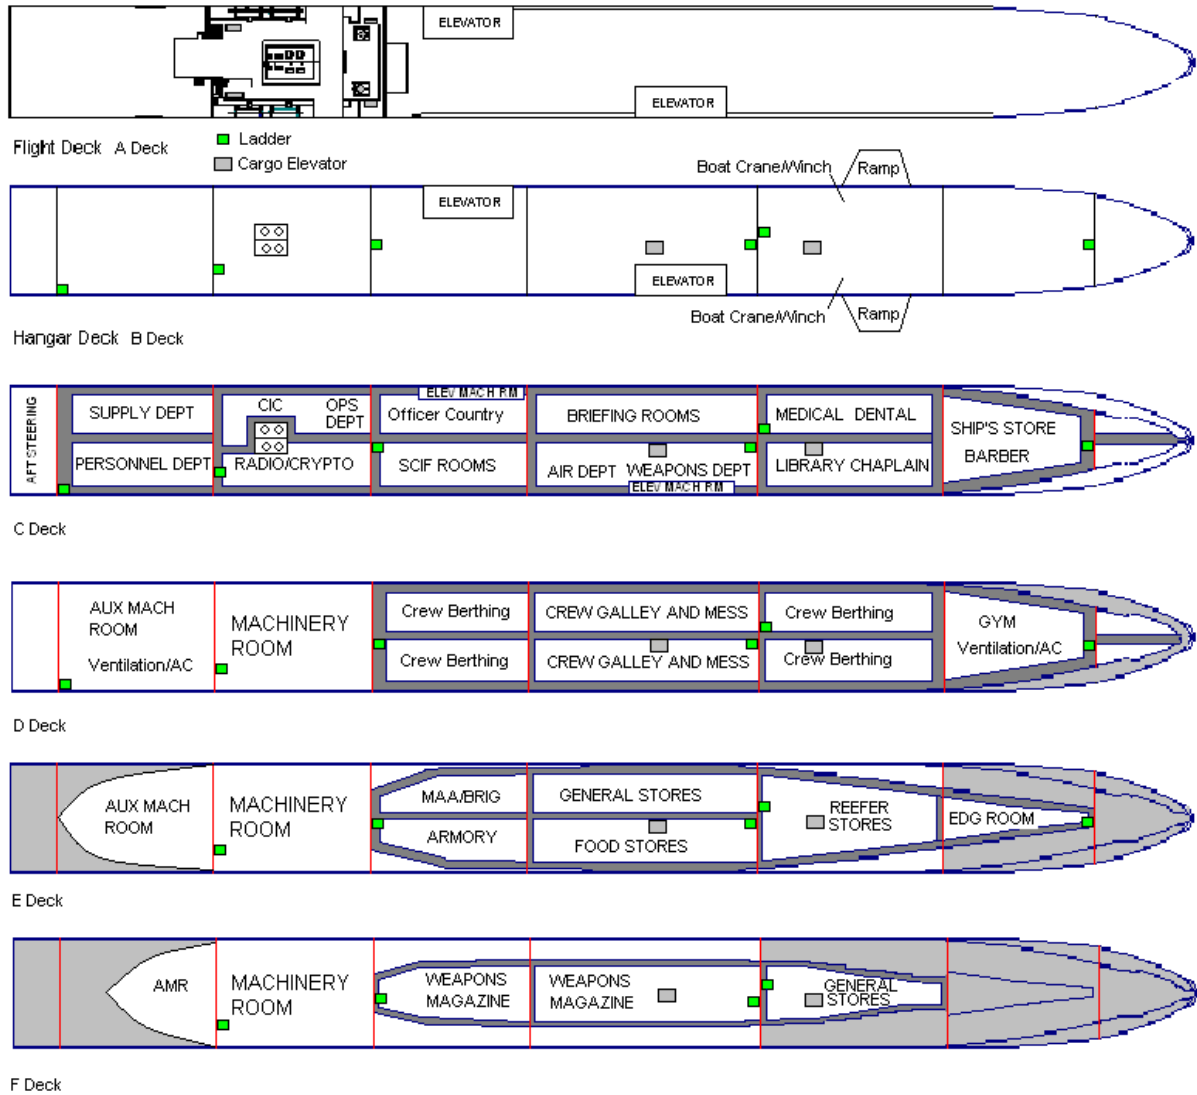 ELEVATOR
ELEVATOR
Flight Deck A Deck
Ladder
Cargo Elevator
Boat Crane/Winch
Ramp
ELEVATOR
ELEVATOR
Boat Crane/Winch
Ramp
Hangar Deck B Deck
AFT STEERING
SUPPLY DEPT
PERSONNEL DEPT
CIC
OPS
DEPT
RADIO/CRYPTO
ELEV MACH RM
Officer Country
SCIF ROOMS
BRIEFING ROOMS
AIR DEPT
WEAPONS DEPT
ELEV MACH RM
MEDICAL DENTAL
LIBRARY CHAPLAIN
SHIP'S STORE
BARBER
C Deck
AUX MACH
ROOM
Ventilation/AC
MACHINERY
ROOM
Crew Berthing
Crew Berthing
CREW GALLEY AND MESS
CREW GALLEY AND MESS
Crew Berthing
Crew Berthing
GYM
Ventilation/AC
D Deck
AUX MACH
ROOM
MACHINERY
ROOM
MAA/BRIG
ARMORY
GENERAL STORES
FOOD STORES
REEFER
STORES
EDG ROOM
E Deck
AMR
MACHINERY
ROOM
WEAPONS
MAGAZINE
WEAPONS
MAGAZINE
GENERAL
STORES
F Deck